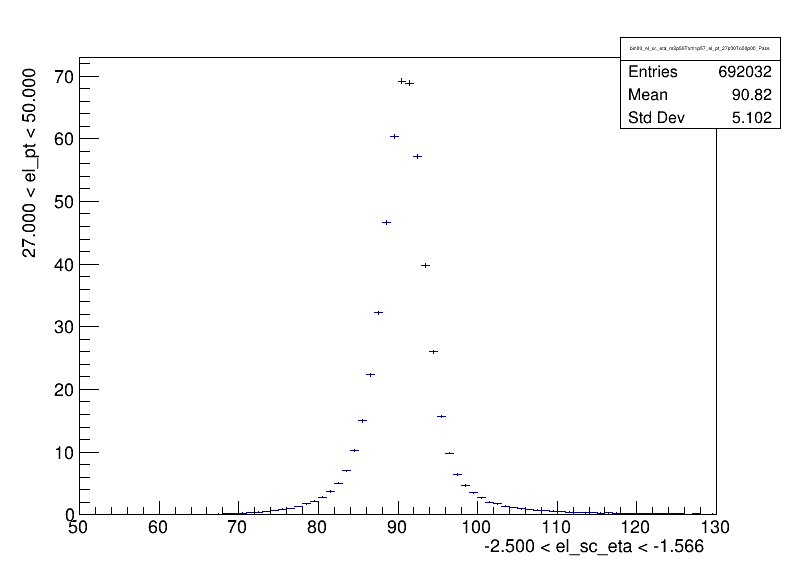 Entries 692032
Mean 90.82
Std Dev 5.102
27.000 < el_pt < 50.000
70
60
50
40
30
20
10
0
50 60 70 80 90 100 110 120 130
-2.500 < el_sc_eta < -1.566